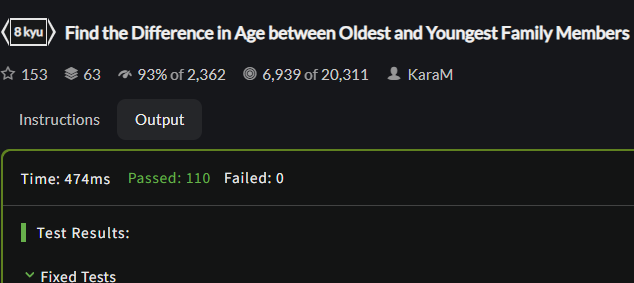 8 kyu Find the Difference in Age between Oldest and Youngest Family Members
153 63 93% of 2,362 6,939 of 20,311 KaraM
Instructions Output
Time: 474ms Passed: 110 Failed: 0
Test Results:
Fixed Tests